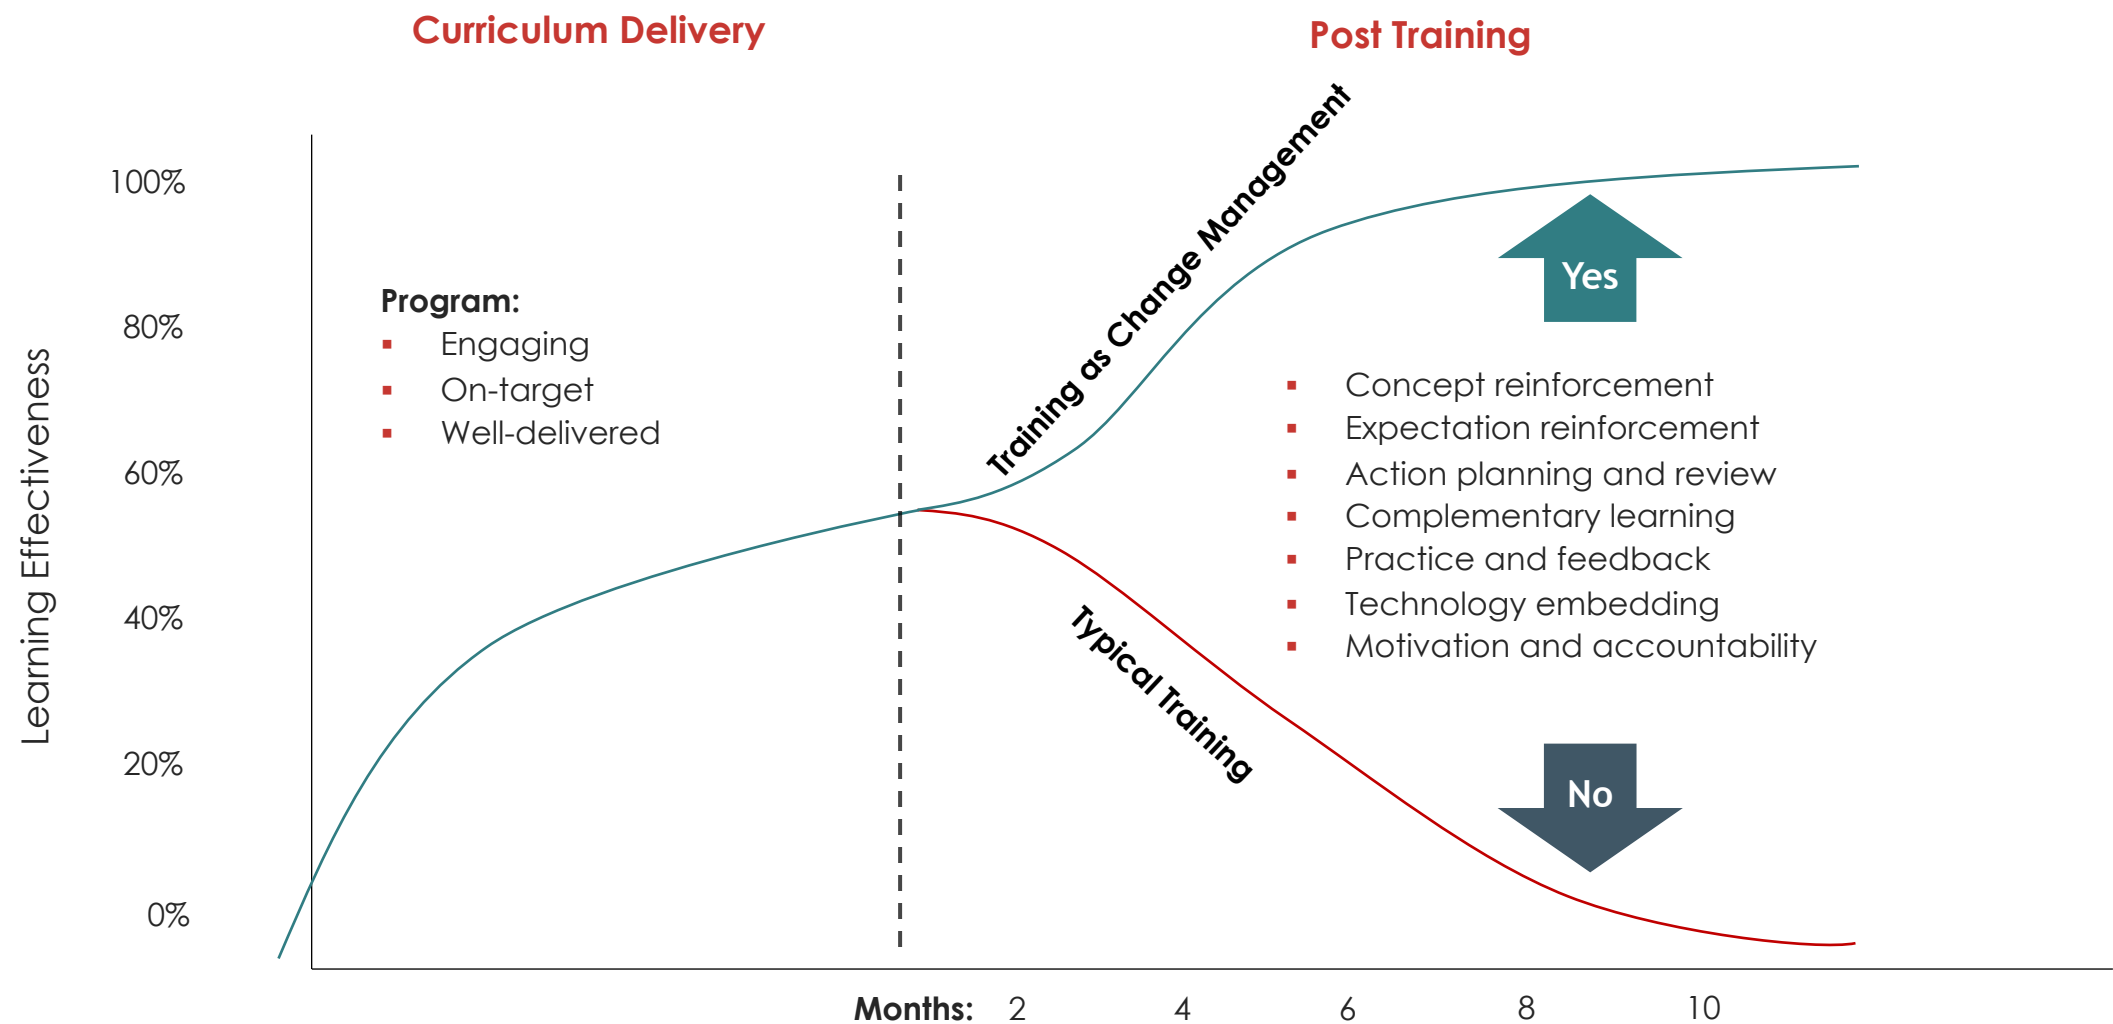 Curriculum Delivery
Post Training
Learning Effectiveness
100%
80%
60%
40%
20%
0%
Program:
▪ Engaging
▪ On-target
▪ Well-delivered
Training as Change Management
Typical Training
Yes
▪ Concept reinforcement
▪ Expectation reinforcement
▪ Action planning and review
▪ Complementary learning
▪ Practice and feedback
▪ Technology embedding
▪ Motivation and accountability
No
Months: 2 4 6 8 10